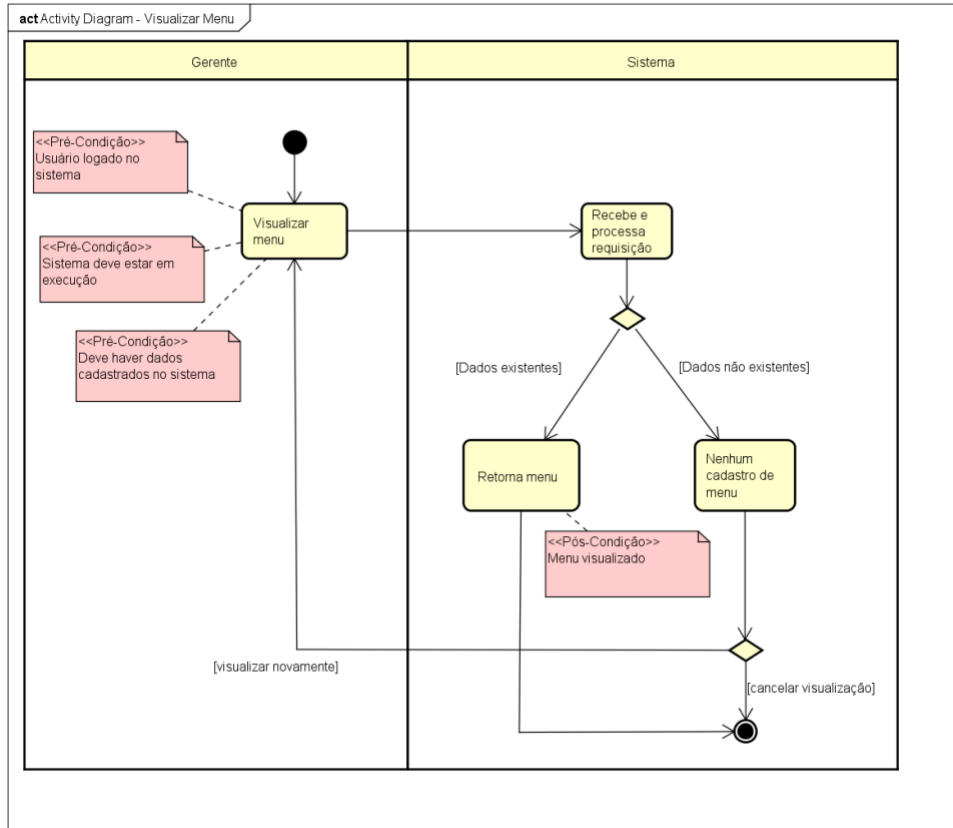 act Activity Diagram - Visualizar Menu
Gerente
Sistema
<<Pré-Condição>>
Usuário logado no
sistema
Visualizar
menu
Recebe e
processa
requisição
<<Pré-Condição>>
Sistema deve estar em
execução
<<Pré-Condição>>
Deve haver dados
cadastrados no sistema
[Dados existentes]
[Dados não existentes]
Retorna menu
Nenhum
cadastro de
menu
<<Pós-Condição>>
Menu visualizado
[visualizar novamente]
[cancelar visualização]